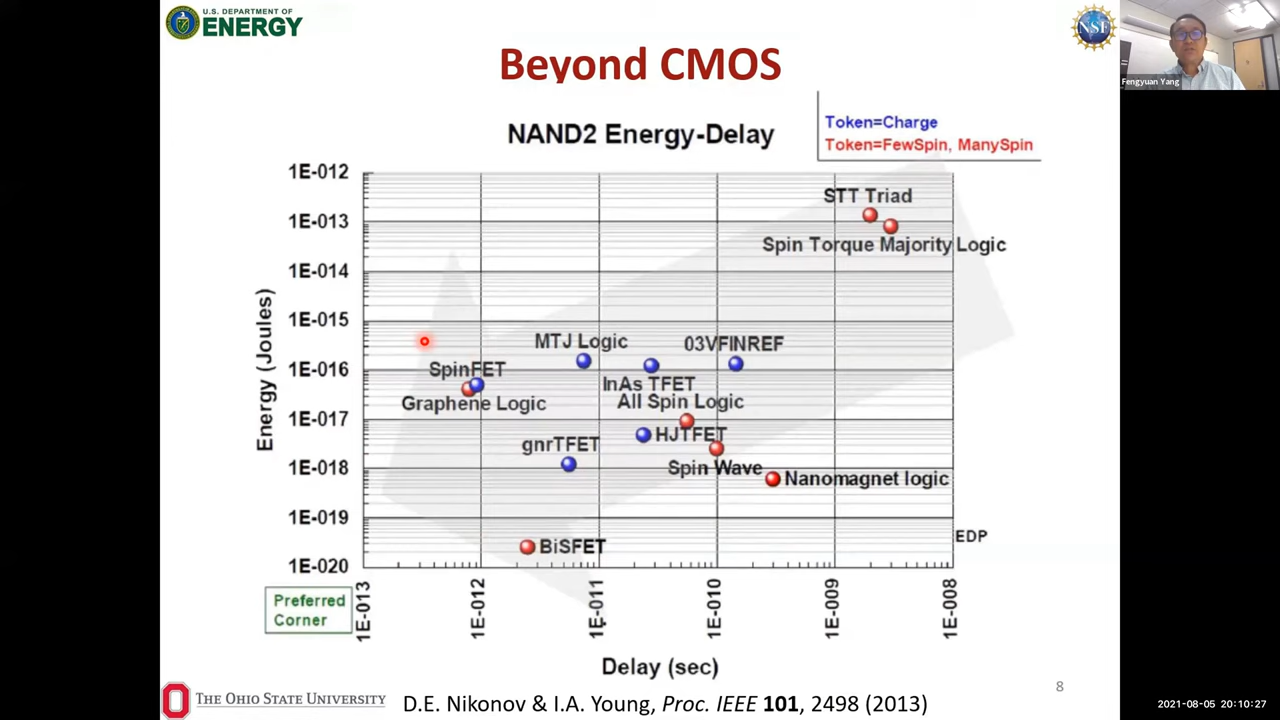 U.S. DEPARTMENT OF
ENERGY
NSF
Fengyuan Yang
Beyond CMOS
NAND2 Energy-Delay
Token=Charge
Token=FewSpin, ManySpin
1E-012
1E-013
1E-014
1E-015
1E-016
1E-017
1E-018
1E-019
1E-020
Energy (Joules)
STT Triad
Spin Torque Majority Logic
MTJ Logic
03VFINREF
SpinFET
InAs TFET
Graphene Logic
All Spin Logic
HJTFET
gnrTFET
Spin Wave
Nanomagnet logic
BiSFET
EDP
Preferred
Corner
1E-013
1E-012
1E-011
1E-010
1E-009
1E-008
Delay (sec)
8
THE OHIO STATE UNIVERSITY
D.E. Nikonov & I.A. Young, Proc. IEEE 101, 2498 (2013)
2021-08-05 20:10:27